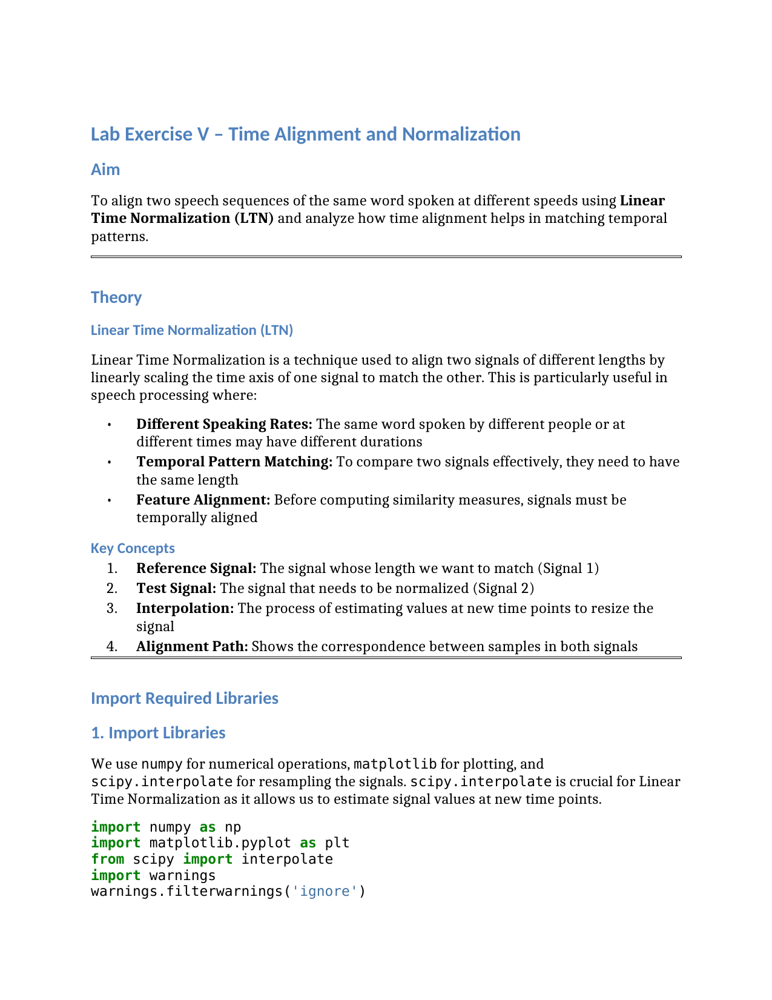 Lab Exercise V – Time Alignment and Normalization
Aim
To align two speech sequences of the same word spoken at different speeds using Linear
Time Normalization (LTN) and analyze how time alignment helps in matching temporal
patterns.
Theory
Linear Time Normalization (LTN)
Linear Time Normalization is a technique used to align two signals of different lengths by
linearly scaling the time axis of one signal to match the other. This is particularly useful in
speech processing where:
• Different Speaking Rates: The same word spoken by different people or at
different times may have different durations
• Temporal Pattern Matching: To compare two signals effectively, they need to have
the same length
• Feature Alignment: Before computing similarity measures, signals must be
temporally aligned
Key Concepts
1. Reference Signal: The signal whose length we want to match (Signal 1)
2. Test Signal: The signal that needs to be normalized (Signal 2)
3. Interpolation: The process of estimating values at new time points to resize the
signal
4. Alignment Path: Shows the correspondence between samples in both signals
Import Required Libraries
1. Import Libraries
We use numpy for numerical operations, matplotlib for plotting, and
scipy.interpolate for resampling the signals. scipy.interpolate is crucial for Linear
Time Normalization as it allows us to estimate signal values at new time points.
import numpy as np
import matplotlib.pyplot as plt
from scipy import interpolate
import warnings
warnings.filterwarnings('ignore')